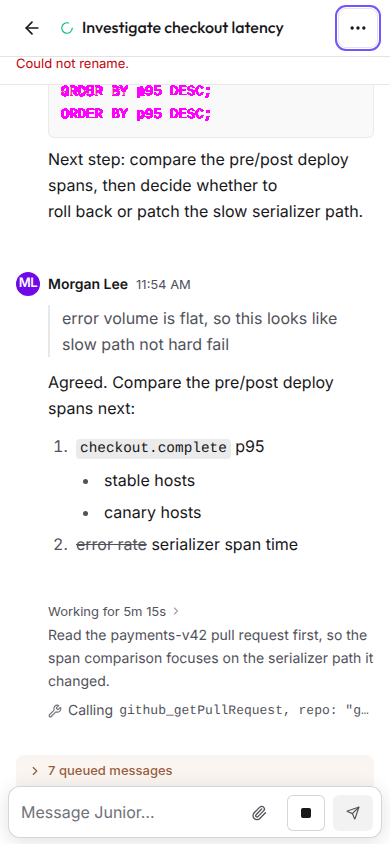 Investigate checkout latency
Could not rename.
ORDER BY p95 DESC;
ORDER BY p95 DESC;
Next step: compare the pre/post deploy
spans, then decide whether to
roll back or patch the slow serializer path.
ML Morgan Lee 11:54 AM
error volume is flat, so this looks like
slow path not hard fail
Agreed. Compare the pre/post deploy
spans next:
1. checkout.complete p95
• stable hosts
• canary hosts
2. error rate serializer span time
Working for 5m 15s
Read the payments-v42 pull request first, so the
span comparison focuses on the serializer path it
changed.
Calling github_getPullRequest, repo: "g…
7 queued messages
Message Junior...